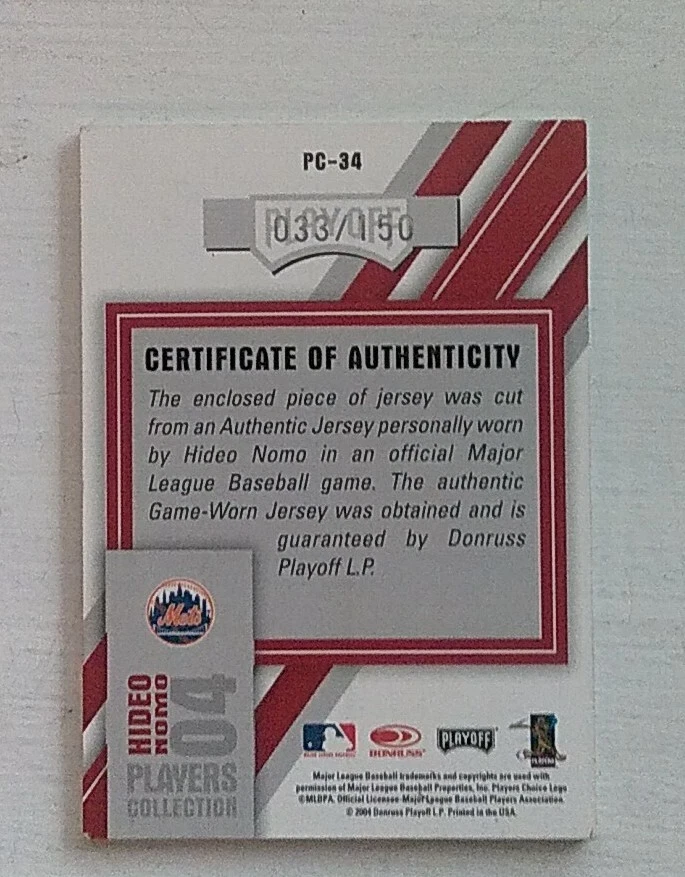 PC-34
PLAYOFF
033/150
CERTIFICATE OF AUTHENTICITY
The enclosed piece of jersey was cut
from an Authentic Jersey personally worn
by Hideo Nomo in an official Major
League Baseball game. The authentic
Game-Worn Jersey was obtained and is
guaranteed by Donruss
Playoff L.P.
Mets
HIDEO
NOMO
04
PLAYERS
COLLECTION
DONRUSS
PLAYOFF
PLAYERS
Major League Baseball trademarks and copyrights are used with
permission of Major League Baseball Properties, Inc. Players Choice Logo
©MLBPA. Official Licensee-Major League Baseball Players Association.
© 2004 Donruss Playoff L.P. Printed in the USA.